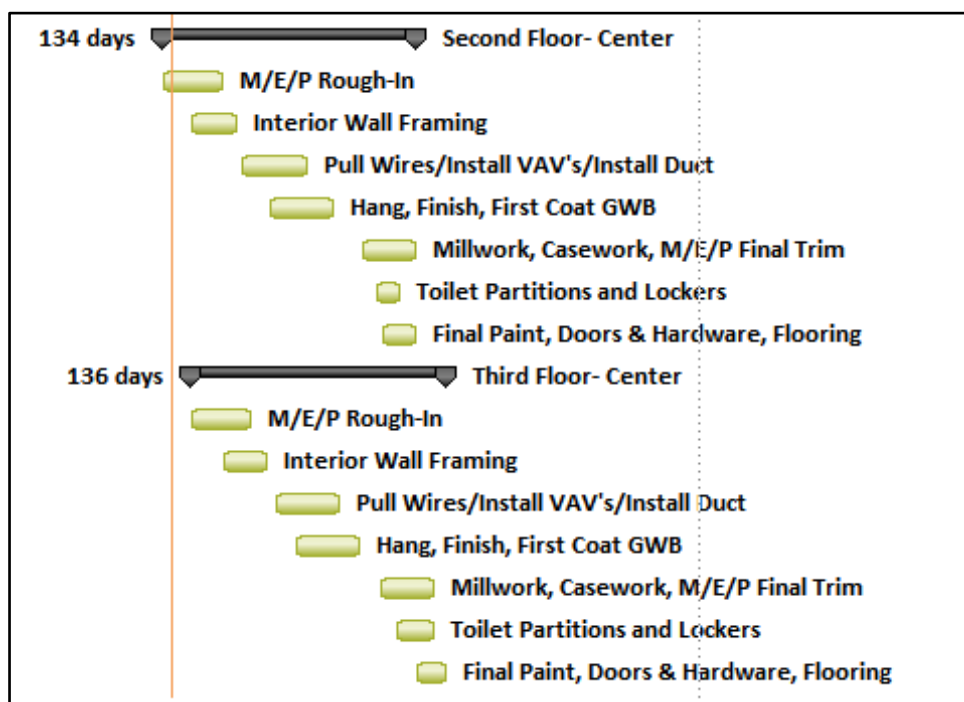 134 days Second Floor- Center
M/E/P Rough-In
Interior Wall Framing
Pull Wires/Install VAV's/Install Duct
Hang, Finish, First Coat GWB
Millwork, Casework, M/E/P Final Trim
Toilet Partitions and Lockers
Final Paint, Doors & Hardware, Flooring
136 days Third Floor- Center
M/E/P Rough-In
Interior Wall Framing
Pull Wires/Install VAV's/Install Duct
Hang, Finish, First Coat GWB
Millwork, Casework, M/E/P Final Trim
Toilet Partitions and Lockers
Final Paint, Doors & Hardware, Flooring